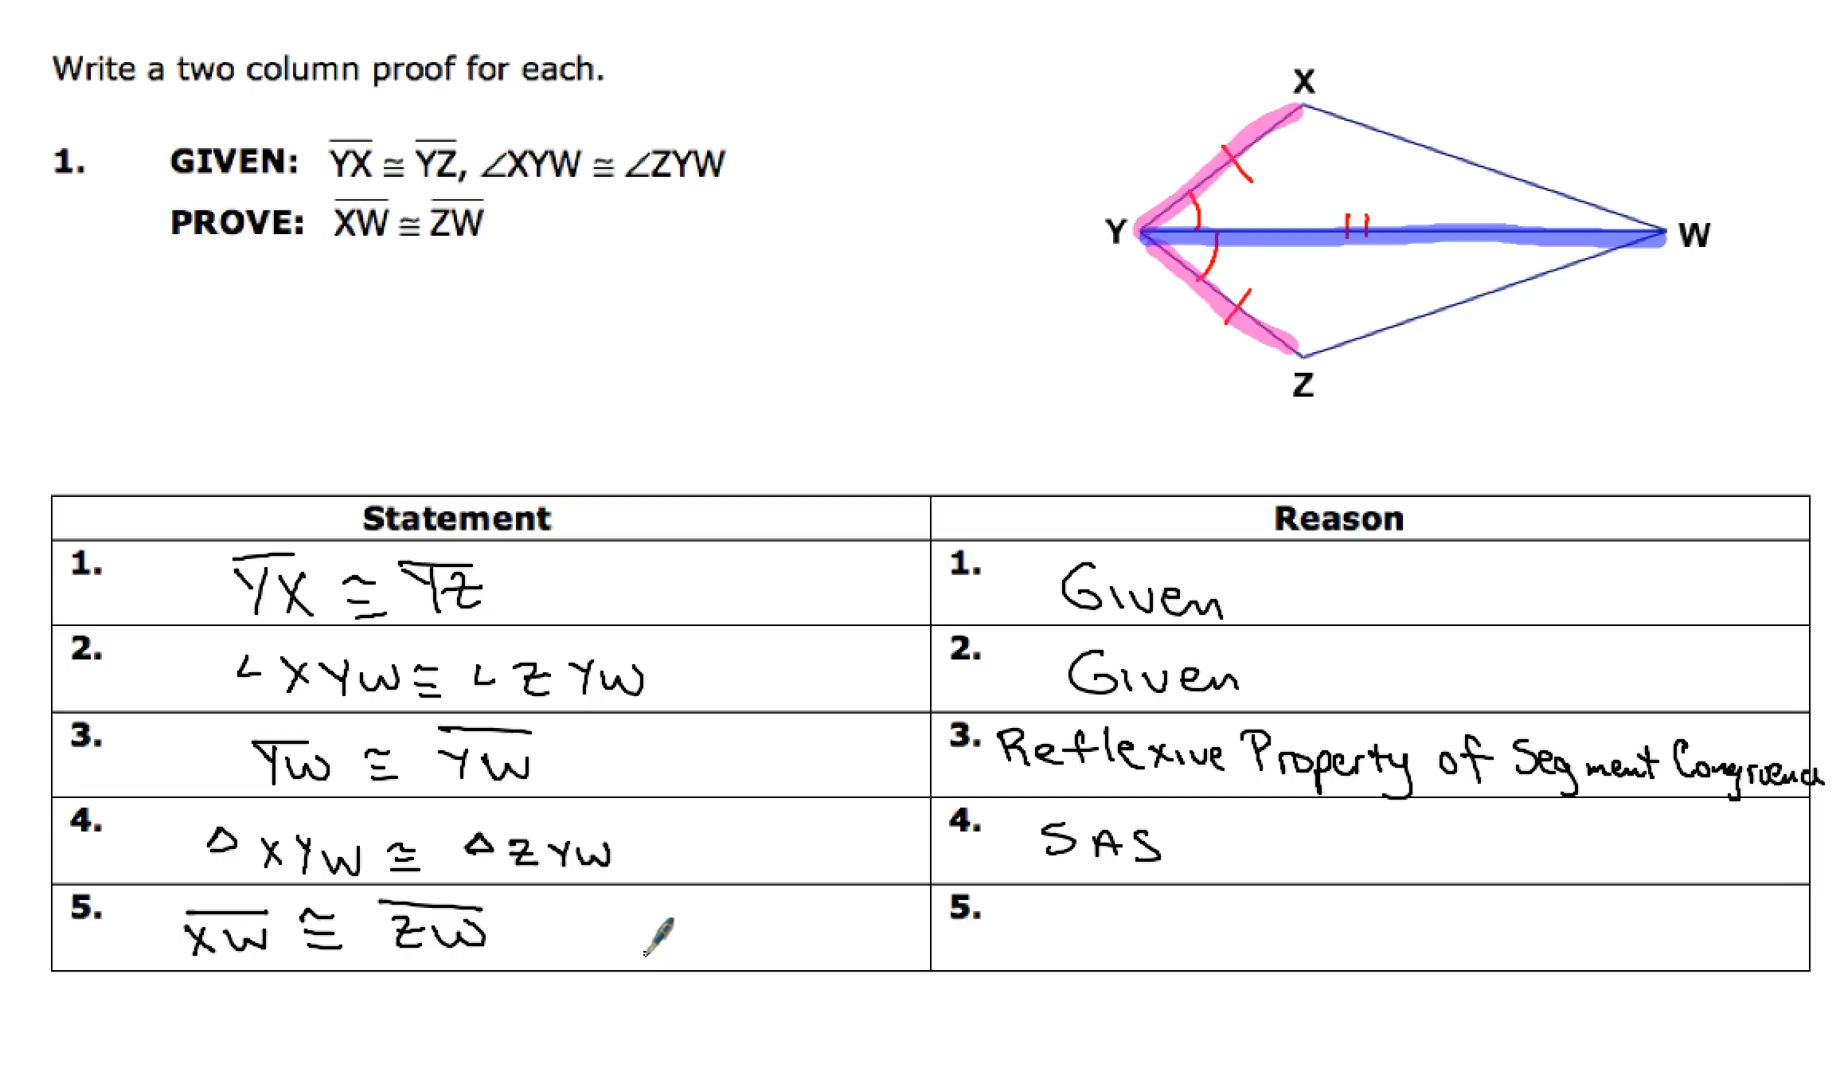 Write a two column proof for each.
1. GIVEN: YX ≅ YZ, ∠XYW ≅ ∠ZYW
PROVE: XW ≅ ZW
X
Y
W
Z
Statement Reason
1. YX ≅ YZ 1. Given
2. ∠XYW ≅ ∠ZYW 2. Given
3. YW ≅ YW 3. Reflexive Property of Segment Congruence
4. △XYW ≅ △ZYW 4. SAS
5. XW ≅ ZW 5.